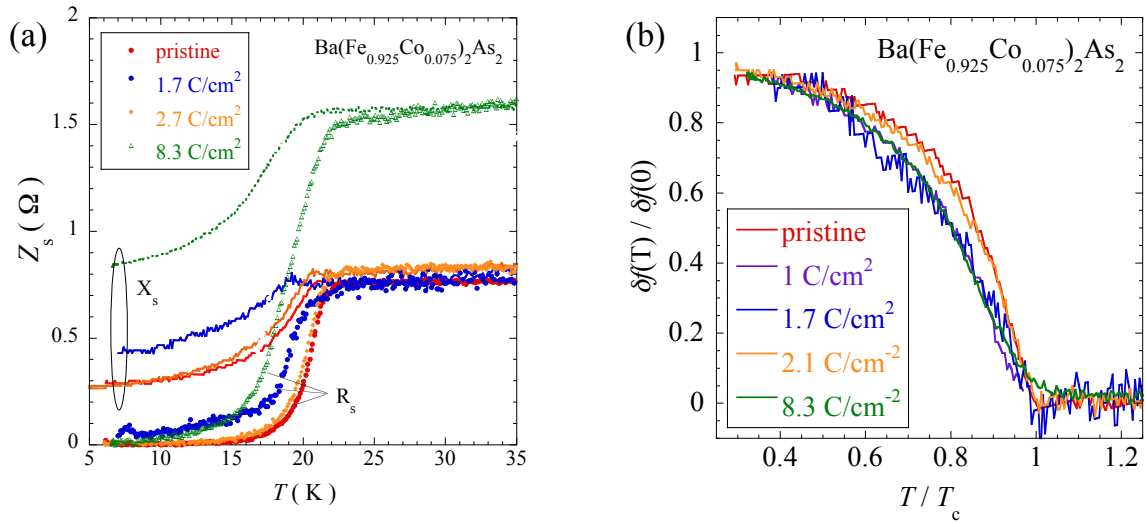 (a)
Z_s ( Ω )
2
1.5
1
0.5
0
pristine
1.7 C/cm²
2.7 C/cm²
8.3 C/cm²
Ba(Fe₀.₉₂₅Co₀.₀₇₅)₂As₂
X_s
R_s
5 10 15 20 25 30 35
T ( K )
(b)
δf(T) / δf(0)
1
0.8
0.6
0.4
0.2
0
Ba(Fe₀.₉₂₅Co₀.₀₇₅)₂As₂
pristine
1 C/cm²
1.7 C/cm²
2.1 C/cm⁻²
8.3 C/cm⁻²
0.4 0.6 0.8 1 1.2
T / T_c